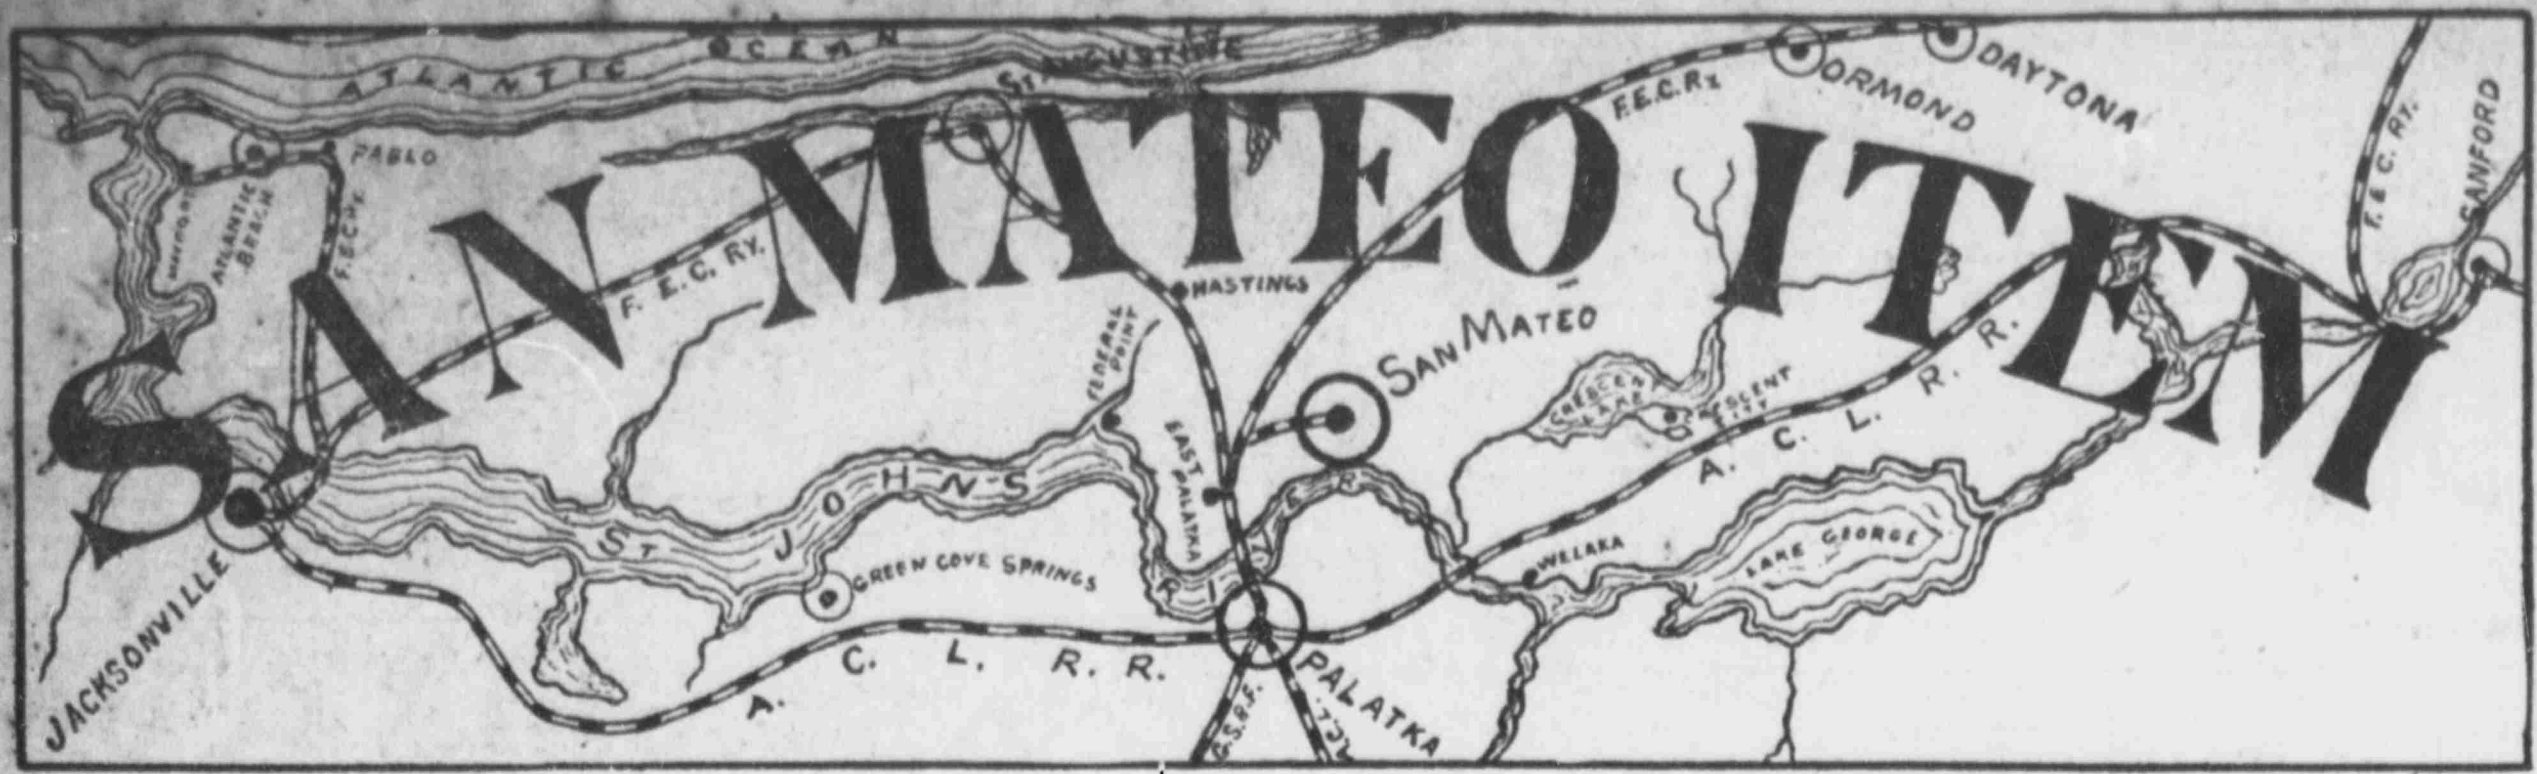 SAN MATEO ITEM
ATLANTIC OCEAN
ST AUGUSTINE
F.E.C.RY
ORMOND
DAYTONA
F.E.C.RY.
SANFORD
PABLO
MAYPORT
ATLANTIC
BEACH
F.EC.RY.
F. E.C. RY.
HASTINGS
SAN MATEO
FEDERAL
POINT
CRESCENT
LAKE
CRESCENT
CITY
A. C. L. R. R.
EAST
PALATKA
ST JOHNS RIVER
GREEN COVE SPRINGS
WELAKA
LAKE GEORGE
JACKSONVILLE
A. C. L. R. R.
PALATKA
G.S.&F.